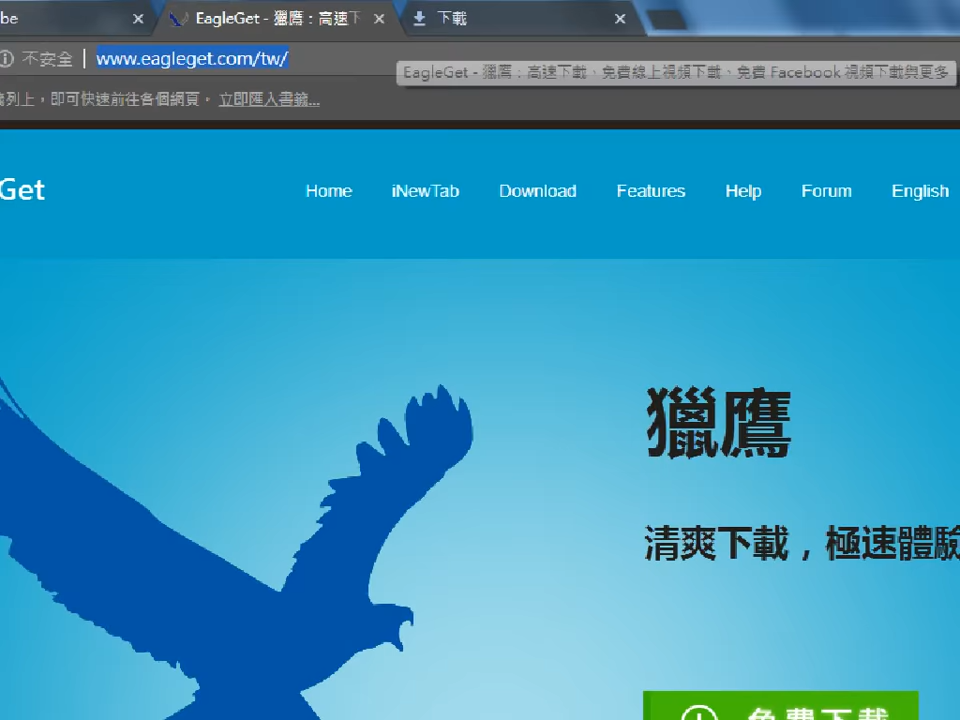 be
EagleGet - 獵鷹：高速下
下載
不安全 | www.eagleget.com/tw/
EagleGet - 獵鷹：高速下載、免費線上視頻下載、免費 Facebook 視頻下載與更多
列上，即可快速前往各個網頁。 立即匯入書籤...
Get
Home
iNewTab
Download
Features
Help
Forum
English
獵鷹
清爽下載，極速體驗
免費下載